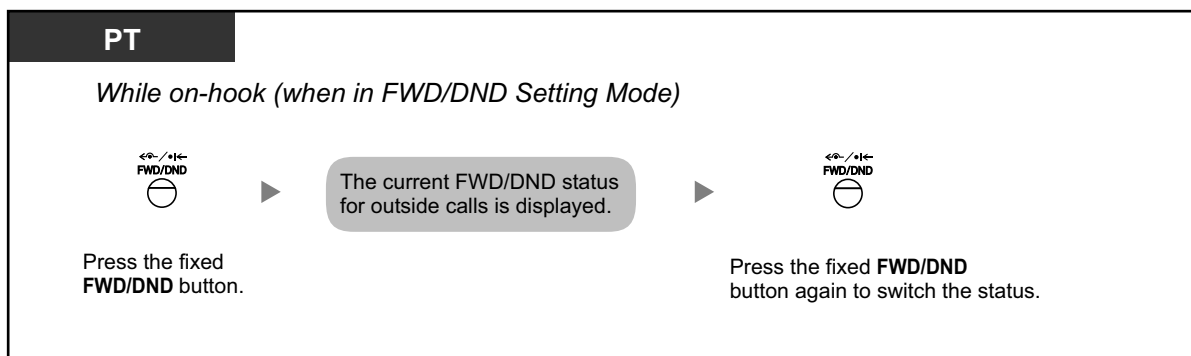 PT
While on-hook (when in FWD/DND Setting Mode)
FWD/DND
The current FWD/DND status
for outside calls is displayed.
FWD/DND
Press the fixed
FWD/DND button.
Press the fixed FWD/DND
button again to switch the status.